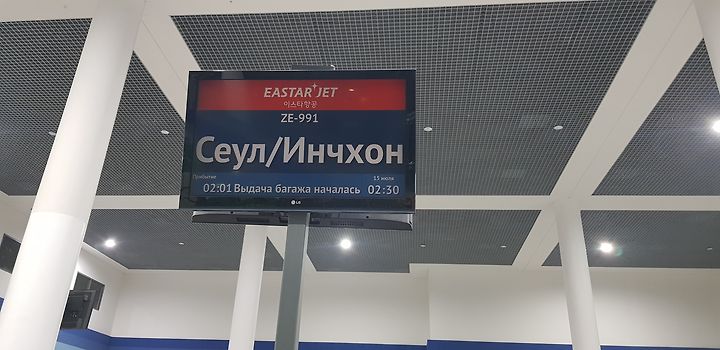 EASTAR JET
이스타항공
ZE-991
Сеул/Инчхон
Прибытие 15 июля
02:01 Выдача багажа началась 02:30
LG